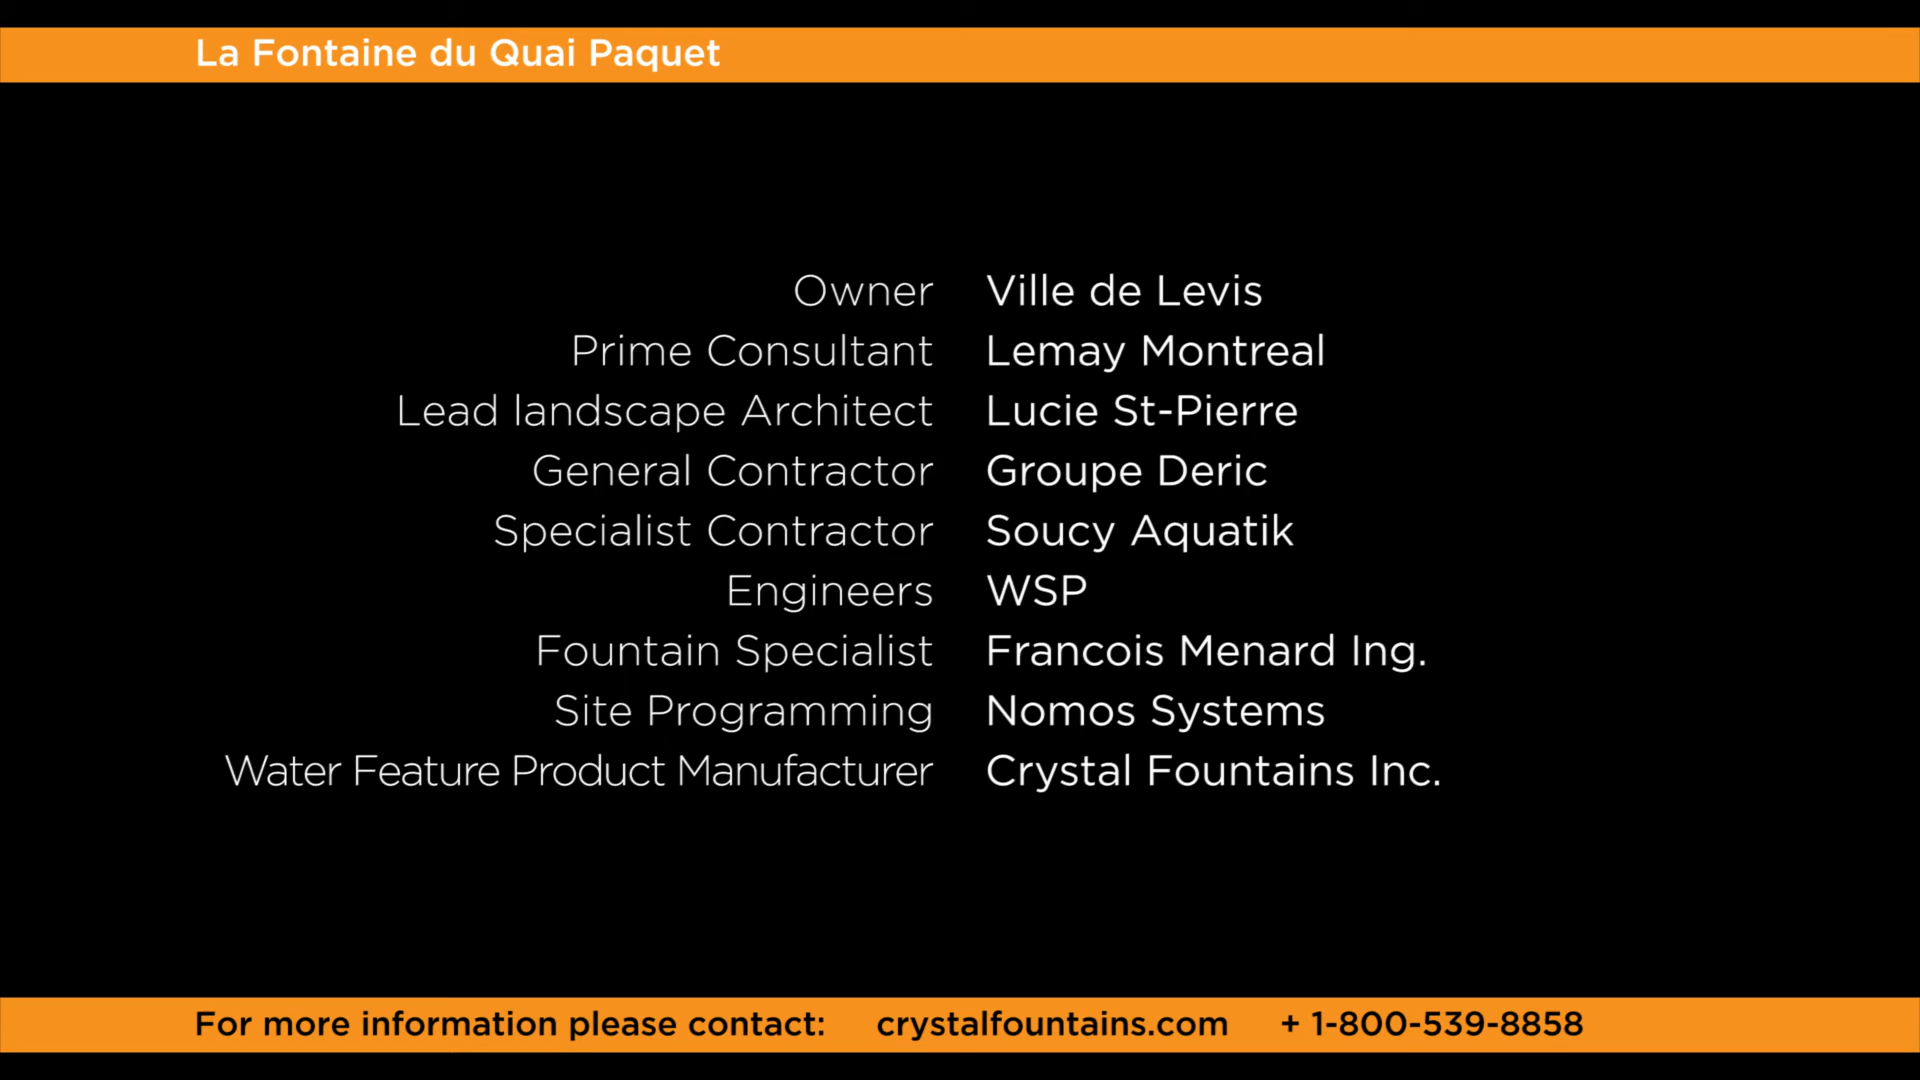 La Fontaine du Quai Paquet
Owner Ville de Levis
Prime Consultant Lemay Montreal
Lead landscape Architect Lucie St-Pierre
General Contractor Groupe Deric
Specialist Contractor Soucy Aquatik
Engineers WSP
Fountain Specialist Francois Menard Ing.
Site Programming Nomos Systems
Water Feature Product Manufacturer Crystal Fountains Inc.
For more information please contact: crystalfountains.com + 1-800-539-8858